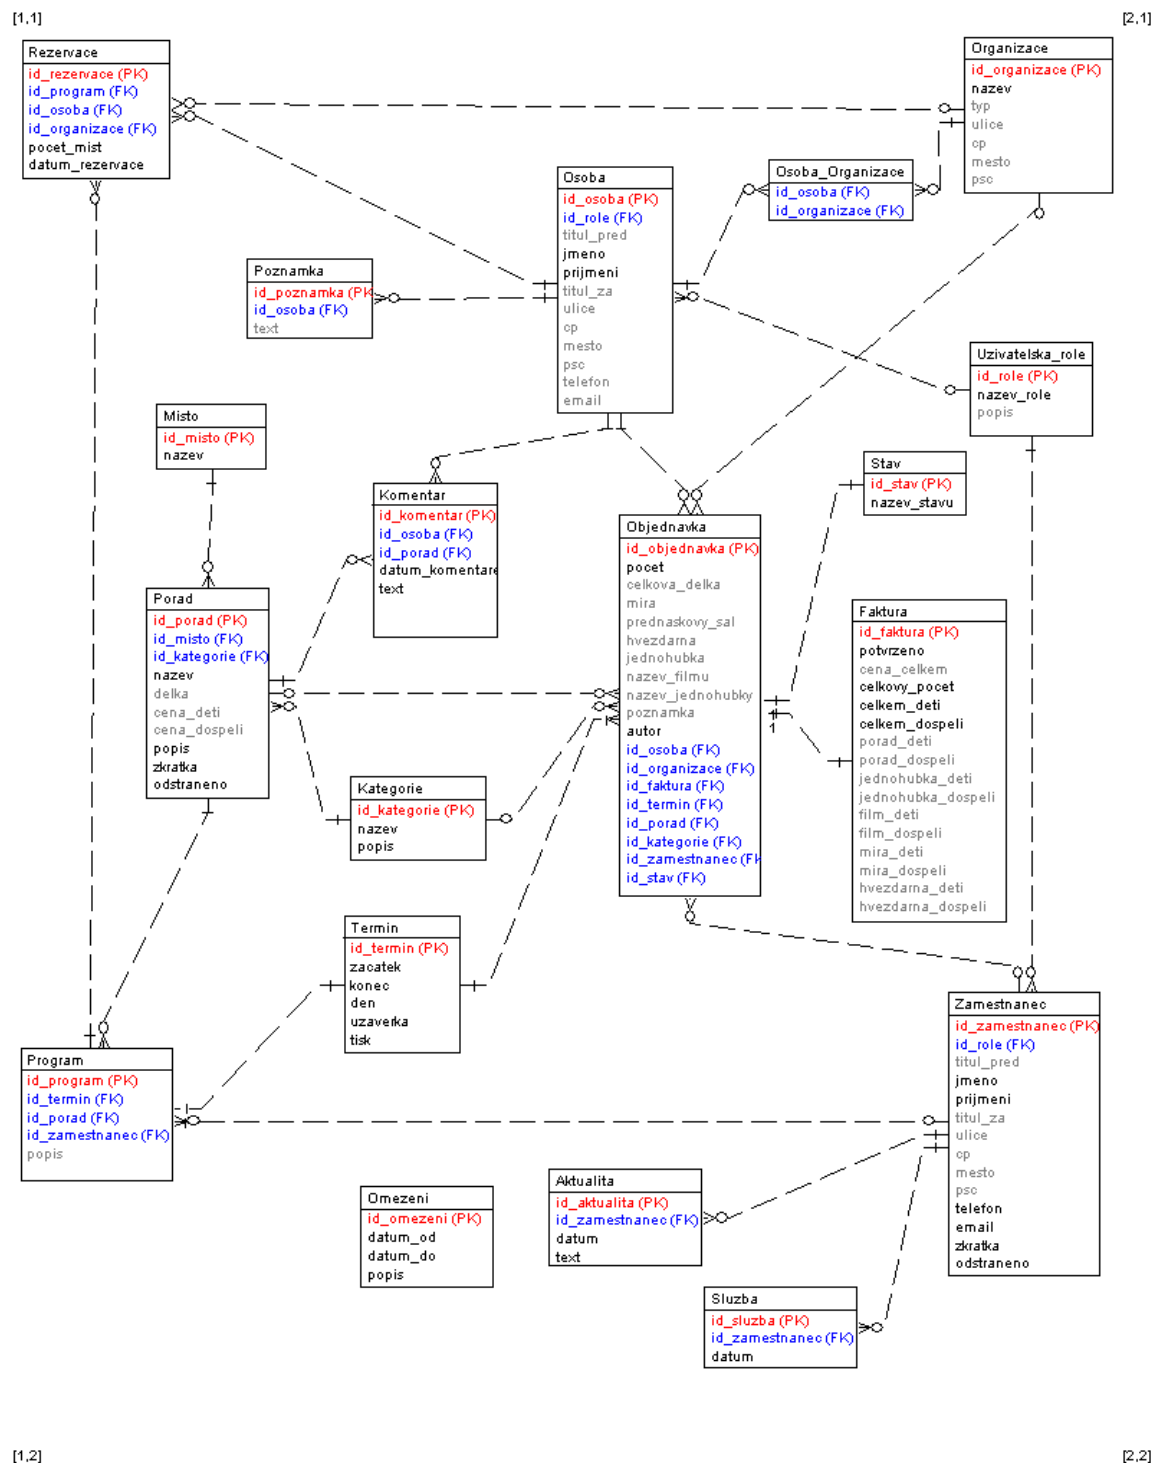 [1,1]
[2,1]
Rezervace
id_rezervace (PK)
id_program (FK)
id_osoba (FK)
id_organizace (FK)
pocet_mist
datum_rezervace
Organizace
id_organizace (PK)
nazev
typ
ulice
cp
mesto
psc
Osoba_Organizace
id_osoba (FK)
id_organizace (FK)
Osoba
id_osoba (PK)
id_role (FK)
titul_pred
jmeno
prijmeni
titul_za
ulice
cp
mesto
psc
telefon
email
Poznamka
id_poznamka (PK
id_osoba (FK)
text
Uzivatelska_role
id_role (PK)
nazev_role
popis
Misto
id_misto (PK)
nazev
Komentar
id_komentar (PK)
id_osoba (FK)
id_porad (FK)
datum_komentare
text
Stav
id_stav (PK)
nazev_stavu
Objednavka
id_objednavka (PK)
pocet
celkova_delka
mira
prednaskovy_sal
hvezdarna
jednohubka
nazev_filmu
nazev_jednohubky
poznamka
autor
id_osoba (FK)
id_organizace (FK)
id_faktura (FK)
id_termin (FK)
id_porad (FK)
id_kategorie (FK)
id_zamestnanec (FK
id_stav (FK)
Porad
id_porad (PK)
id_misto (FK)
id_kategorie (FK)
nazev
delka
cena_deti
cena_dospeli
popis
zkratka
odstraneno
Faktura
id_faktura (PK)
potvrzeno
cena_celkem
celkovy_pocet
celkem_deti
celkem_dospeli
porad_deti
porad_dospeli
jednohubka_deti
jednohubka_dospeli
film_deti
film_dospeli
mira_deti
mira_dospeli
hvezdarna_deti
hvezdarna_dospeli
Kategorie
id_kategorie (PK)
nazev
popis
Termin
id_termin (PK)
zacatek
konec
den
uzaverka
tisk
Program
id_program (PK)
id_termin (FK)
id_porad (FK)
id_zamestnanec (FK)
popis
Zamestnanec
id_zamestnanec (PK)
id_role (FK)
titul_pred
jmeno
prijmeni
titul_za
ulice
cp
mesto
psc
telefon
email
zkratka
odstraneno
Omezeni
id_omezeni (PK)
datum_od
datum_do
popis
Aktualita
id_aktualita (PK)
id_zamestnanec (FK)
datum
text
Sluzba
id_sluzba (PK)
id_zamestnanec (FK)
datum
[1,2]
[2,2]